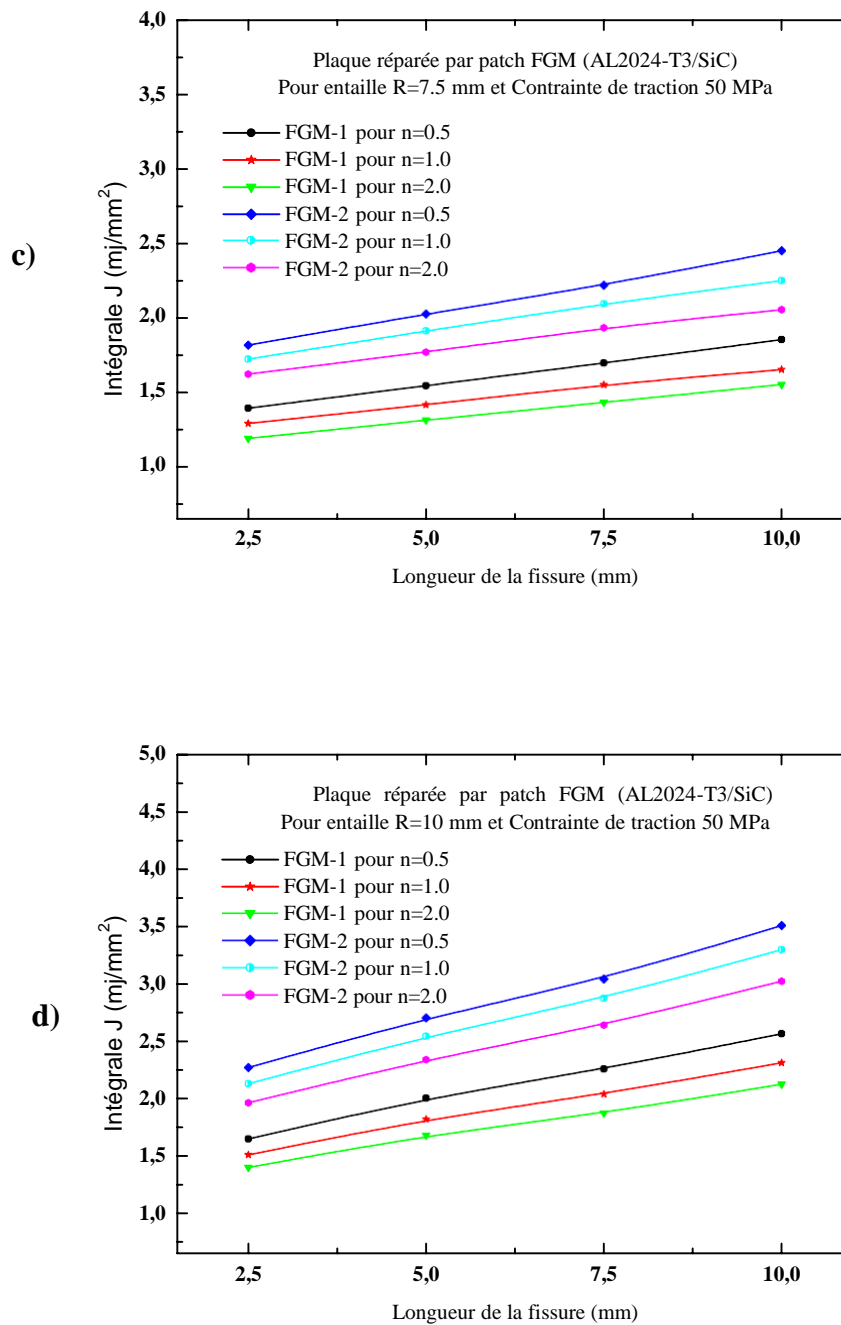 4,0
Plaque réparée par patch FGM (AL2024-T3/SiC)
Pour entaille R=7.5 mm et Contrainte de traction 50 MPa
3,5
FGM-1 pour n=0.5
3,0
FGM-1 pour n=1.0
FGM-1 pour n=2.0
FGM-2 pour n=0.5
2,5
FGM-2 pour n=1.0
FGM-2 pour n=2.0
c)
Intégrale J (mj/mm²)
2,0
1,5
1,0
2,5 5,0 7,5 10,0
Longueur de la fissure (mm)
5,0
Plaque réparée par patch FGM (AL2024-T3/SiC)
4,5
Pour entaille R=10 mm et Contrainte de traction 50 MPa
FGM-1 pour n=0.5
4,0
FGM-1 pour n=1.0
FGM-1 pour n=2.0
3,5
FGM-2 pour n=0.5
FGM-2 pour n=1.0
3,0
FGM-2 pour n=2.0
d)
Intégrale J (mj/mm²)
2,5
2,0
1,5
1,0
2,5 5,0 7,5 10,0
Longueur de la fissure (mm)